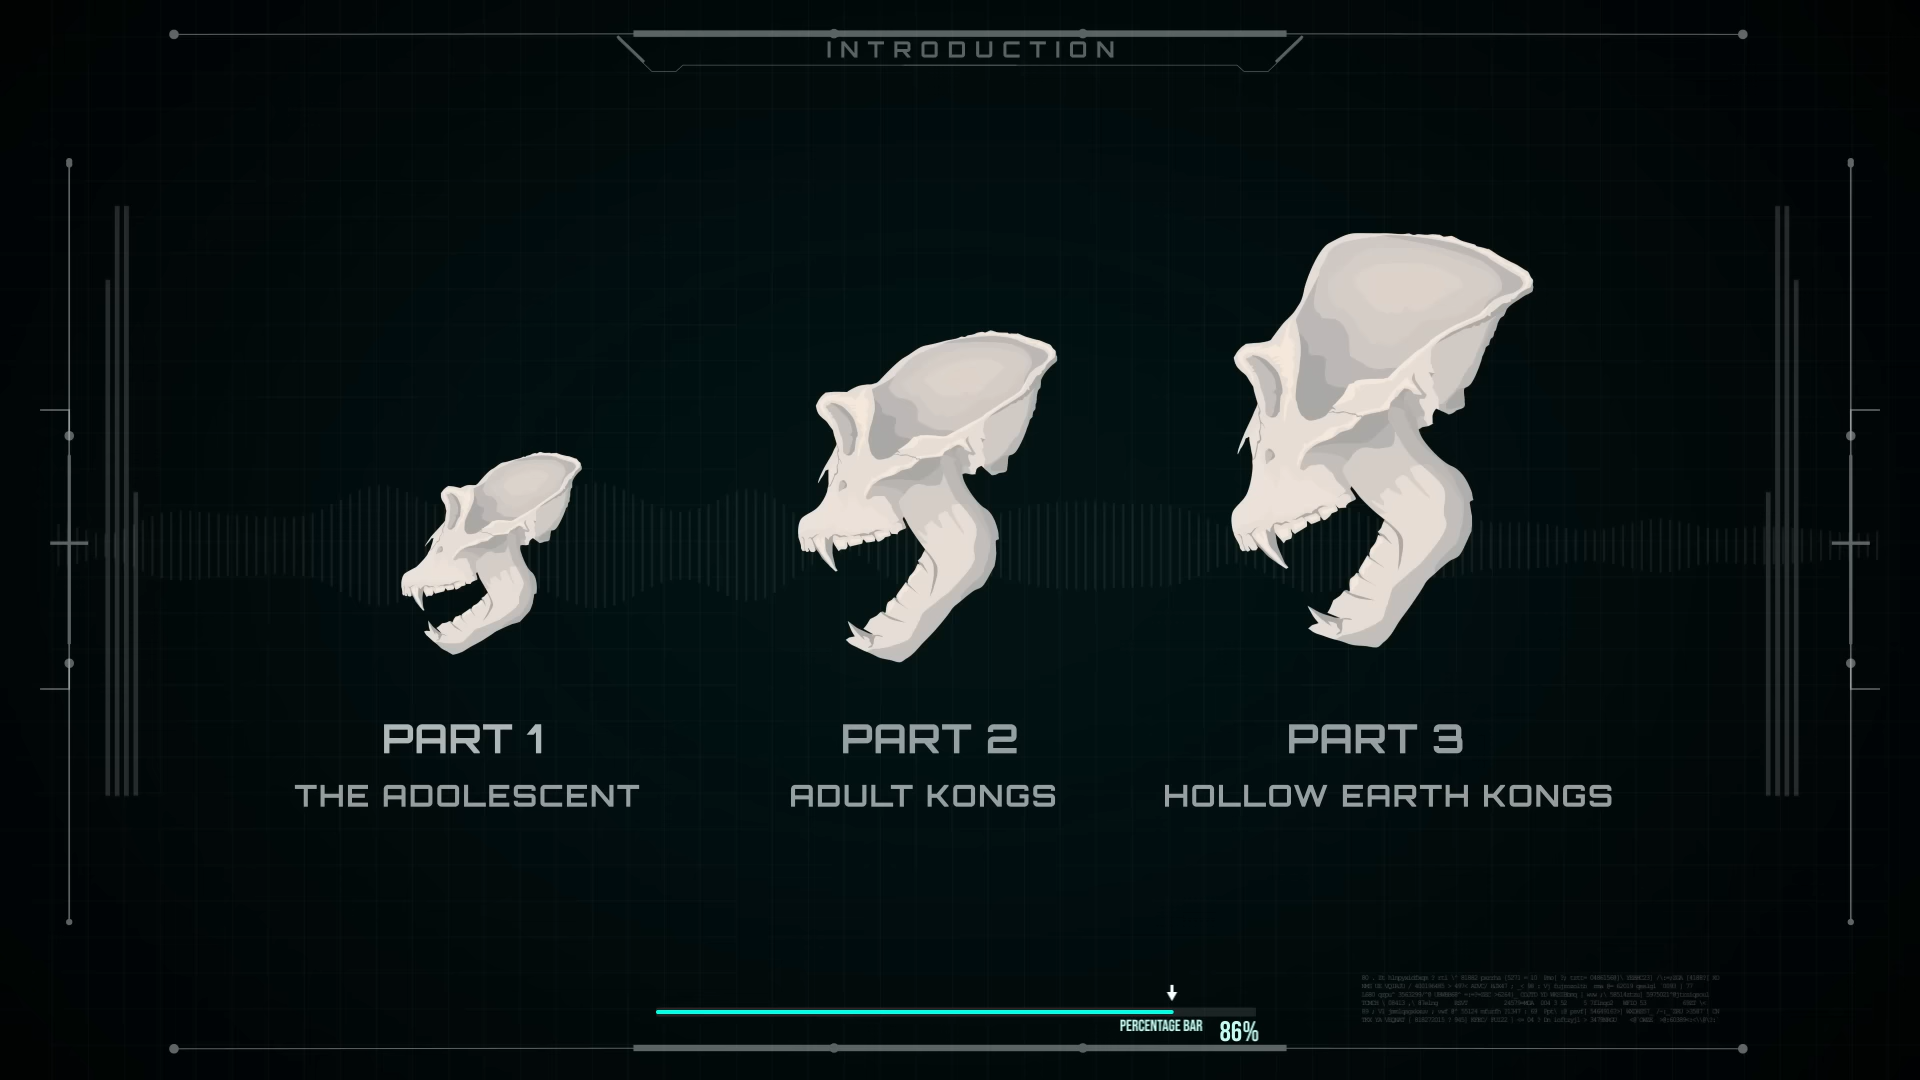 INTRODUCTION
PART 1
THE ADOLESCENT
PART 2
ADULT KONGS
PART 3
HOLLOW EARTH KONGS
PERCENTAGE BAR
86%